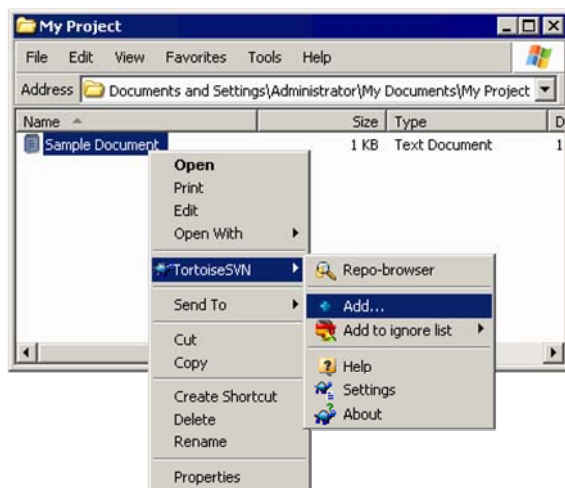 My Project
File Edit View Favorites Tools Help
Address Documents and Settings\Administrator\My Documents\My Project
Name Size Type D
Sample Document 1 KB Text Document 1
Open
Print
Edit
Open With
TortoiseSVN
Send To
Cut
Copy
Create Shortcut
Delete
Rename
Properties
Repo-browser
Add...
Add to ignore list
Help
Settings
About